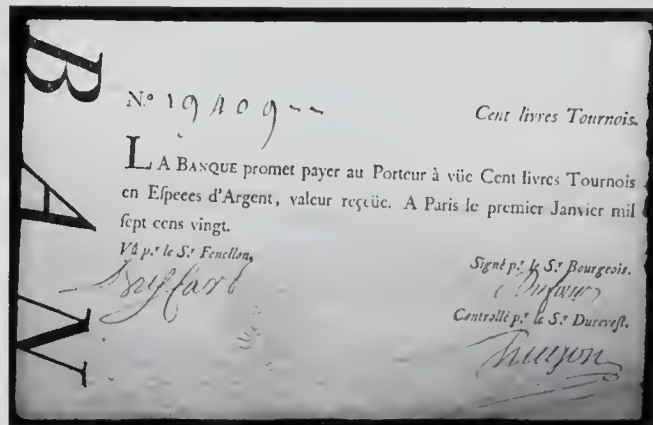 BAN
N.º 19109--
Cent livres Tournois.
LA BANQUE promet payer au Porteur à vüe Cent livres Tournois
en Eſpeces d'Argent, valeur reçeüe. A Paris le premier Janvier mil
ſept cens vingt.
Vû p.r le S.r Fenellon,
Signé p.r le S.r Bourgeois.
Controllé p.r le S.r Dureveſt.